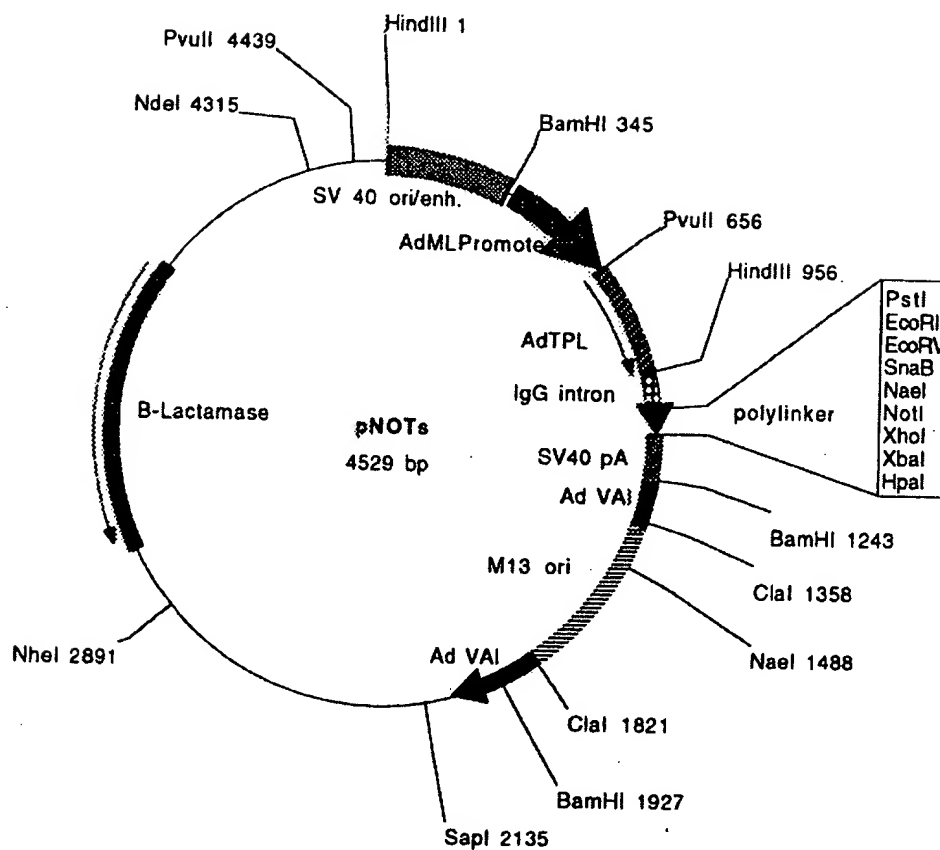 HindIII 1
PvuII 4439
NdeI 4315
BamHI 345
SV 40 ori/enh.
AdMLPromote
PvuII 656
HindIII 956
PstI
EcoRI
EcoRV
SnaB
NaeI
NotI
XhoI
XbaI
HpaI
AdTPL
IgG intron
polylinker
B-Lactamase
pNOTs
4529 bp
SV40 pA
Ad VAI
BamHI 1243
M13 ori
ClaI 1358
NheI 2891
Ad VAI
NaeI 1488
ClaI 1821
BamHI 1927
SapI 2135